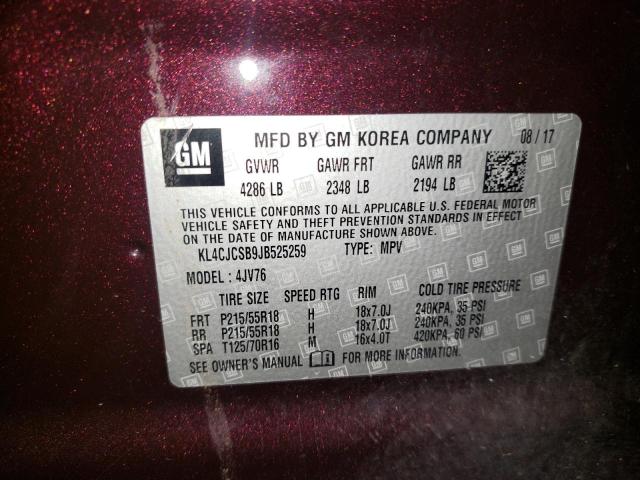 GM MFD BY GM KOREA COMPANY 08 / 17
GVWR GAWR FRT GAWR RR
4286 LB 2348 LB 2194 LB
THIS VEHICLE CONFORMS TO ALL APPLICABLE U.S. FEDERAL MOTOR
VEHICLE SAFETY AND THEFT PREVENTION STANDARDS IN EFFECT
ON THE DATE OF MANUFACTURE SHOWN ABOVE.
KL4CJCSB9JB525259 TYPE: MPV
MODEL : 4JV76
TIRE SIZE SPEED RTG RIM COLD TIRE PRESSURE
FRT P215/55R18 H 18x7.0J 240KPA, 35 PSI
RR P215/55R18 H 18x7.0J 240KPA, 35 PSI
SPA T125/70R16 M 16x4.0T 420KPA, 60 PSI
SEE OWNER'S MANUAL FOR MORE INFORMATION